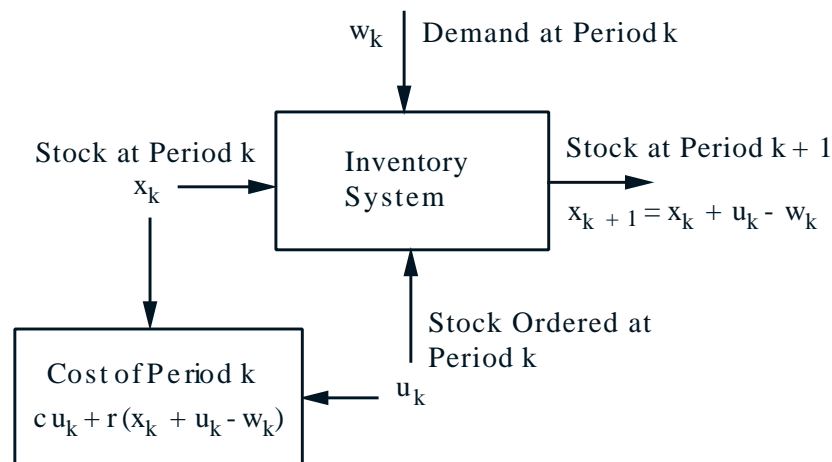 w_k Demand at Period k
Stock at Period k
x_k
Inventory
System
Stock at Period k + 1
x_{k + 1} = x_k + u_k - w_k
Stock Ordered at
Period k
u_k
Cost of Period k
c u_k + r (x_k + u_k - w_k)